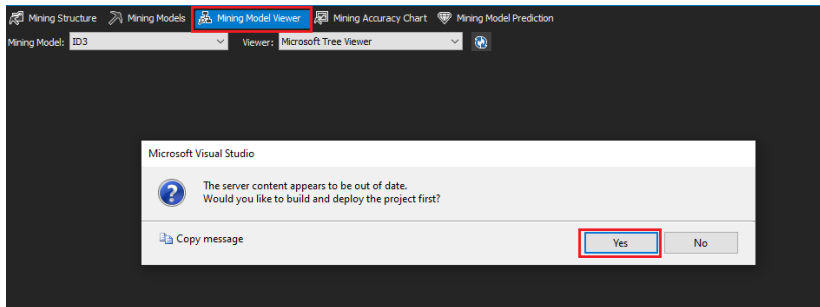 Mining Structure Mining Models Mining Model Viewer Mining Accuracy Chart Mining Model Prediction
Mining Model: ID3 Viewer: Microsoft Tree Viewer
Microsoft Visual Studio
The server content appears to be out of date.
Would you like to build and deploy the project first?
Copy message Yes No